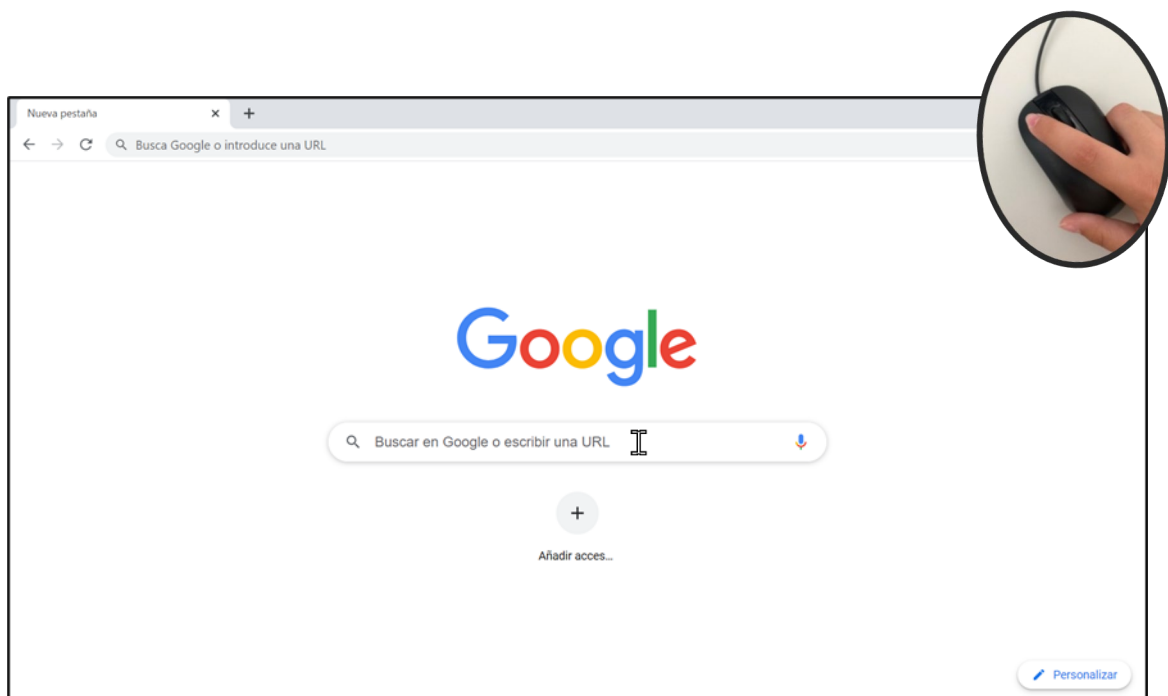 Nueva pestaña
Busca Google o introduce una URL
Google
Buscar en Google o escribir una URL
Añadir acces...
Personalizar